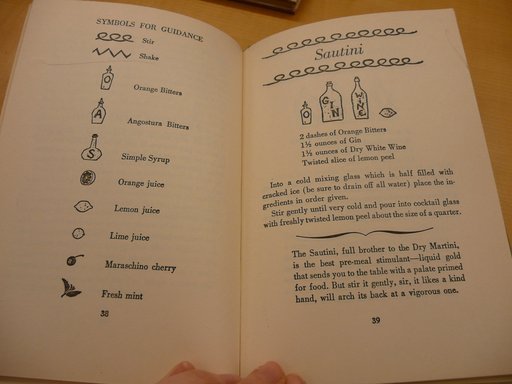 SYMBOLS FOR GUIDANCE
Stir
Shake
O
Orange Bitters
A
Angostura Bitters
S
Simple Syrup
Orange juice
Lemon juice
Lime juice
Maraschino cherry
Fresh mint
38
Sautini
O
GIN
WINE
2 dashes of Orange Bitters
1½ ounces of Gin
1½ ounces of Dry White Wine
Twisted slice of lemon peel
Into a cold mixing glass which is half filled with
cracked ice (be sure to drain off all water) place the in-
gredients in order given.
Stir gently until very cold and pour into cocktail glass
with freshly twisted lemon peel about the size of a quarter.
The Sautini, full brother to the Dry Martini,
is the best pre-meal stimulant—liquid gold
that sends you to the table with a palate primed
for food. But stir it gently, sir, it likes a kind
hand, will arch its back at a vigorous one.
39